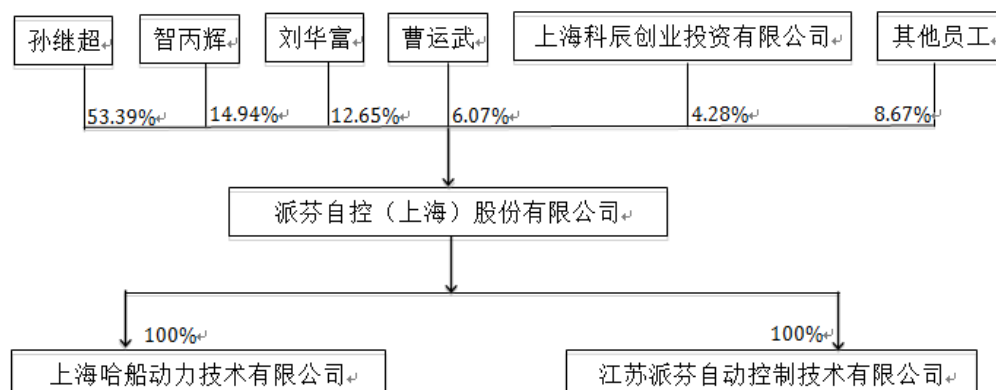 孙继超 智丙辉 刘华富 曹运武 上海科辰创业投资有限公司 其他员工
53.39% 14.94% 12.65% 6.07% 4.28% 8.67%
派芬自控（上海）股份有限公司
100% 100%
上海哈船动力技术有限公司 江苏派芬自动控制技术有限公司